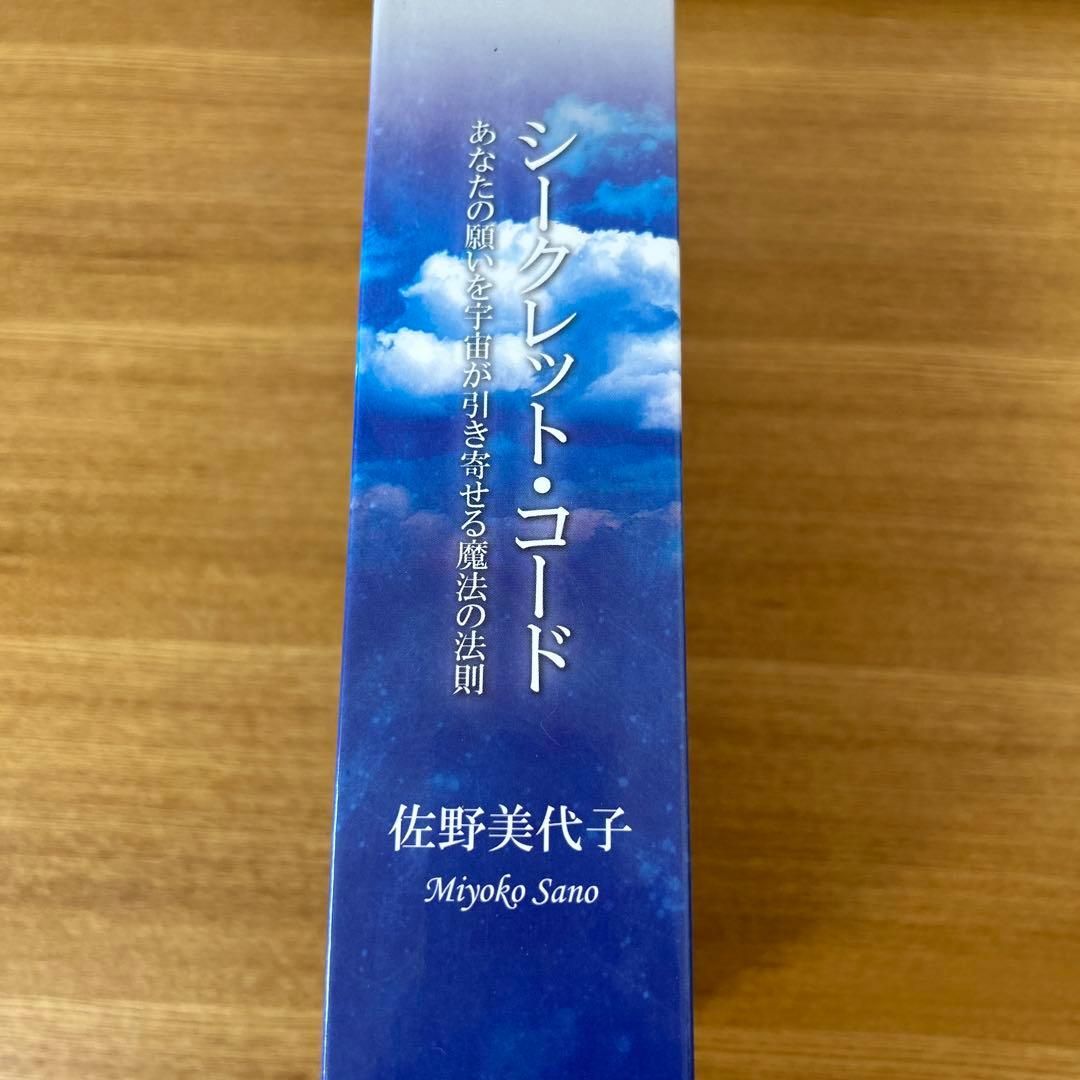 シークレット・コード
あなたの願いを宇宙が引き寄せる魔法の法則
佐野美代子
Miyoko Sano